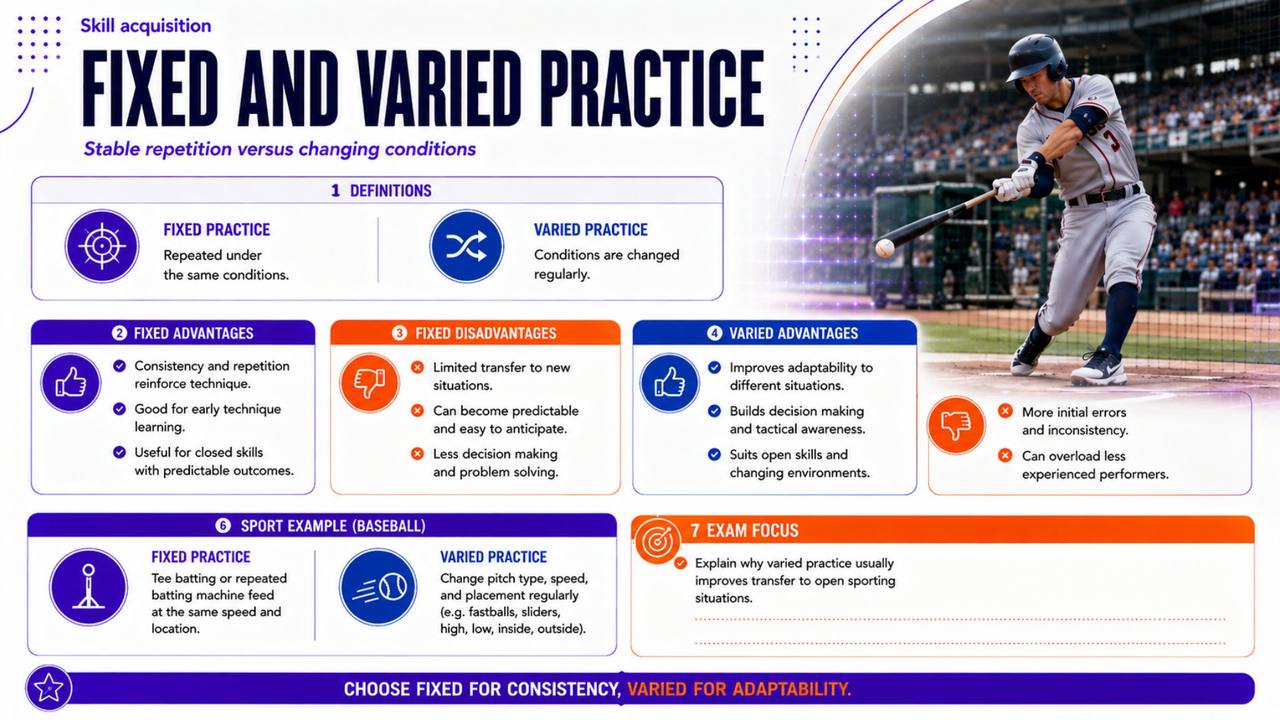 Skill acquisition
FIXED AND VARIED PRACTICE
Stable repetition versus changing conditions
1 DEFINITIONS
FIXED PRACTICE
Repeated under
the same conditions.
VARIED PRACTICE
Conditions are changed
regularly.
2 FIXED ADVANTAGES
Consistency and repetition
reinforce technique.
Good for early technique
learning.
Useful for closed skills
with predictable outcomes.
3 FIXED DISADVANTAGES
Limited transfer to new
situations.
Can become predictable
and easy to anticipate.
Less decision making
and problem solving.
4 VARIED ADVANTAGES
Improves adaptability to
different situations.
Builds decision making
and tactical awareness.
Suits open skills and
changing environments.
More initial errors
and inconsistency.
Can overload less
experienced performers.
3
6 SPORT EXAMPLE (BASEBALL)
FIXED PRACTICE
Tee batting or repeated
batting machine feed
at the same speed and
location.
VARIED PRACTICE
Change pitch type, speed,
and placement regularly
(e.g. fastballs, sliders,
high, low, inside, outside).
7 EXAM FOCUS
Explain why varied practice usually
improves transfer to open sporting
situations.
CHOOSE FIXED FOR CONSISTENCY, VARIED FOR ADAPTABILITY.